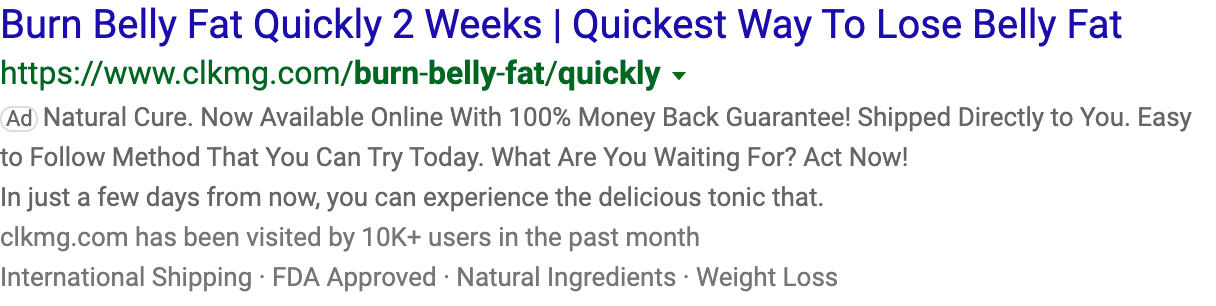 Burn Belly Fat Quickly 2 Weeks | Quickest Way To Lose Belly Fat
https://www.clkmg.com/burn-belly-fat/quickly
Ad Natural Cure. Now Available Online With 100% Money Back Guarantee! Shipped Directly to You. Easy
to Follow Method That You Can Try Today. What Are You Waiting For? Act Now!
In just a few days from now, you can experience the delicious tonic that.
clkmg.com has been visited by 10K+ users in the past month
International Shipping · FDA Approved · Natural Ingredients · Weight Loss